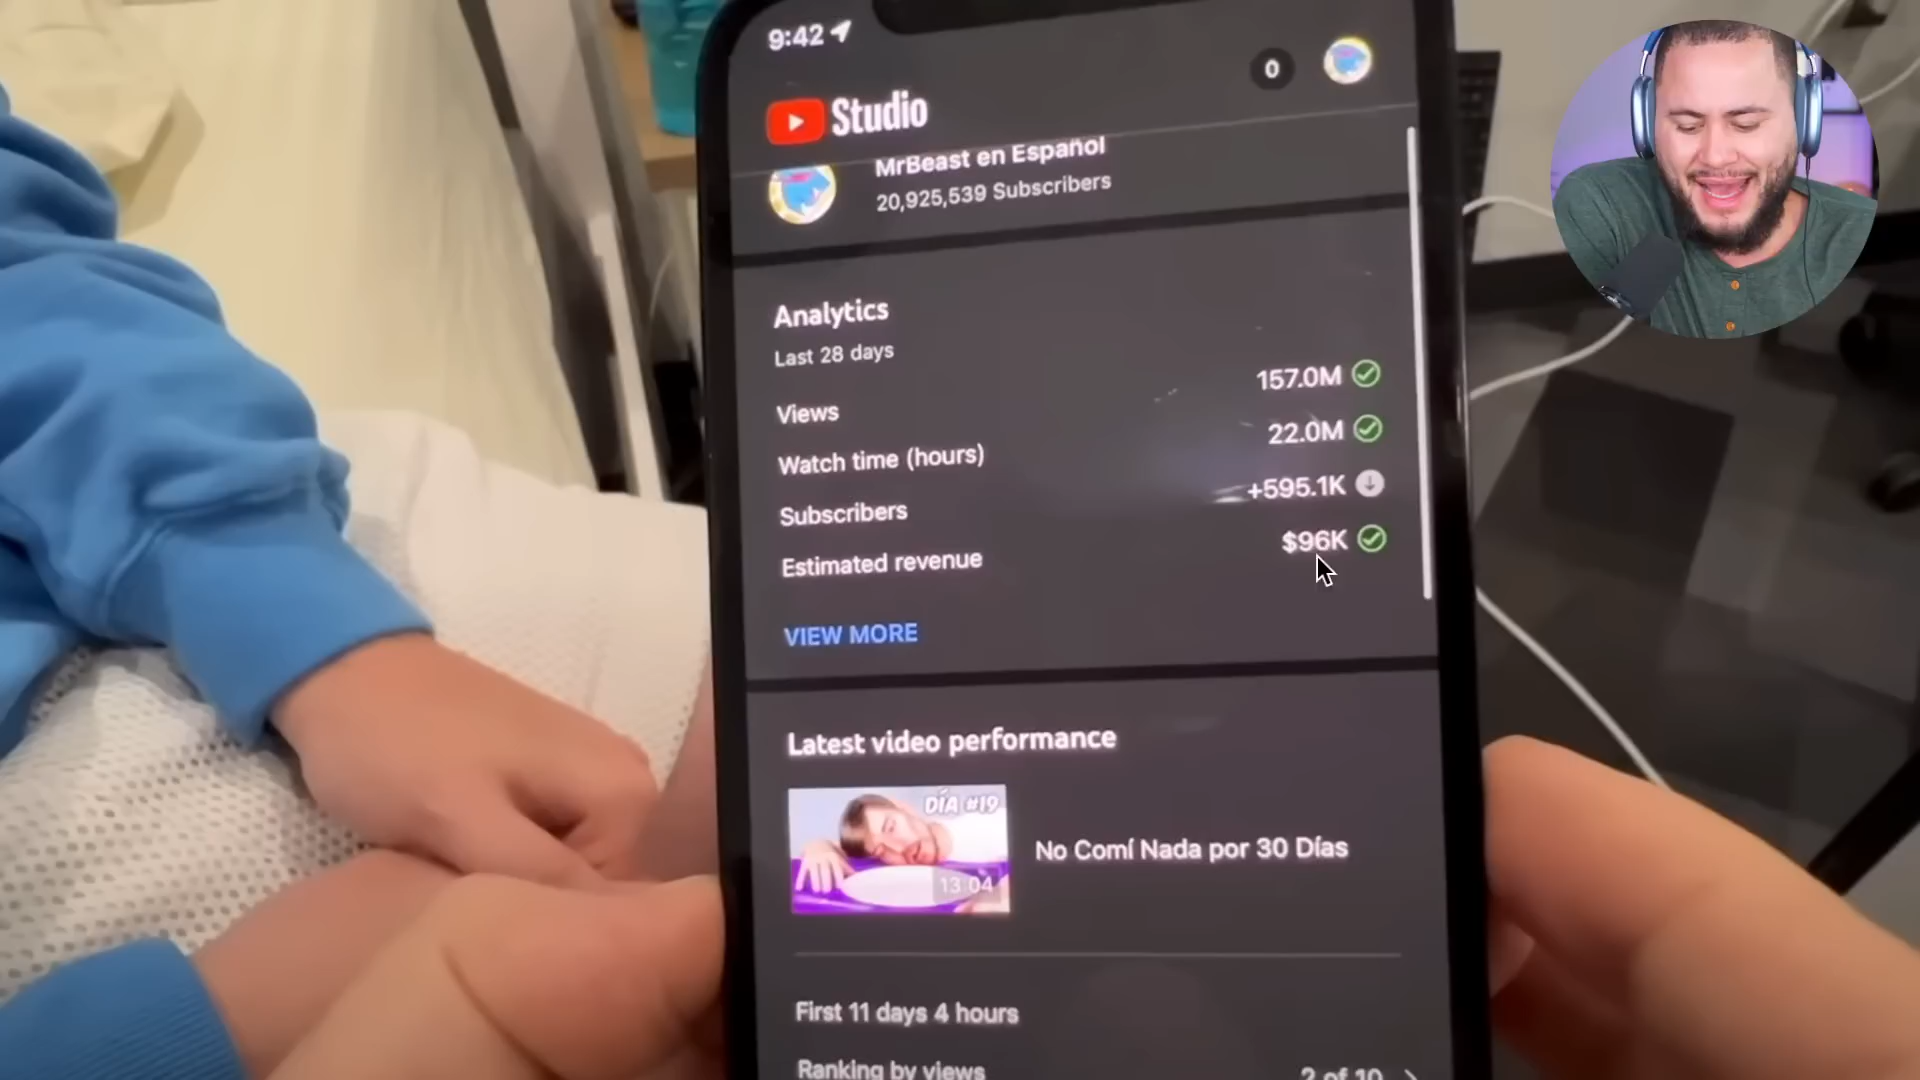 9:42
0
Studio
MrBeast en Español
20,925,539 Subscribers
Analytics
Last 28 days
Views 157.0M
Watch time (hours) 22.0M
Subscribers +595.1K
Estimated revenue $96K
VIEW MORE
Latest video performance
DÍA #19
13:04
No Comí Nada por 30 Días
First 11 days 4 hours
Ranking by views 2 of 10